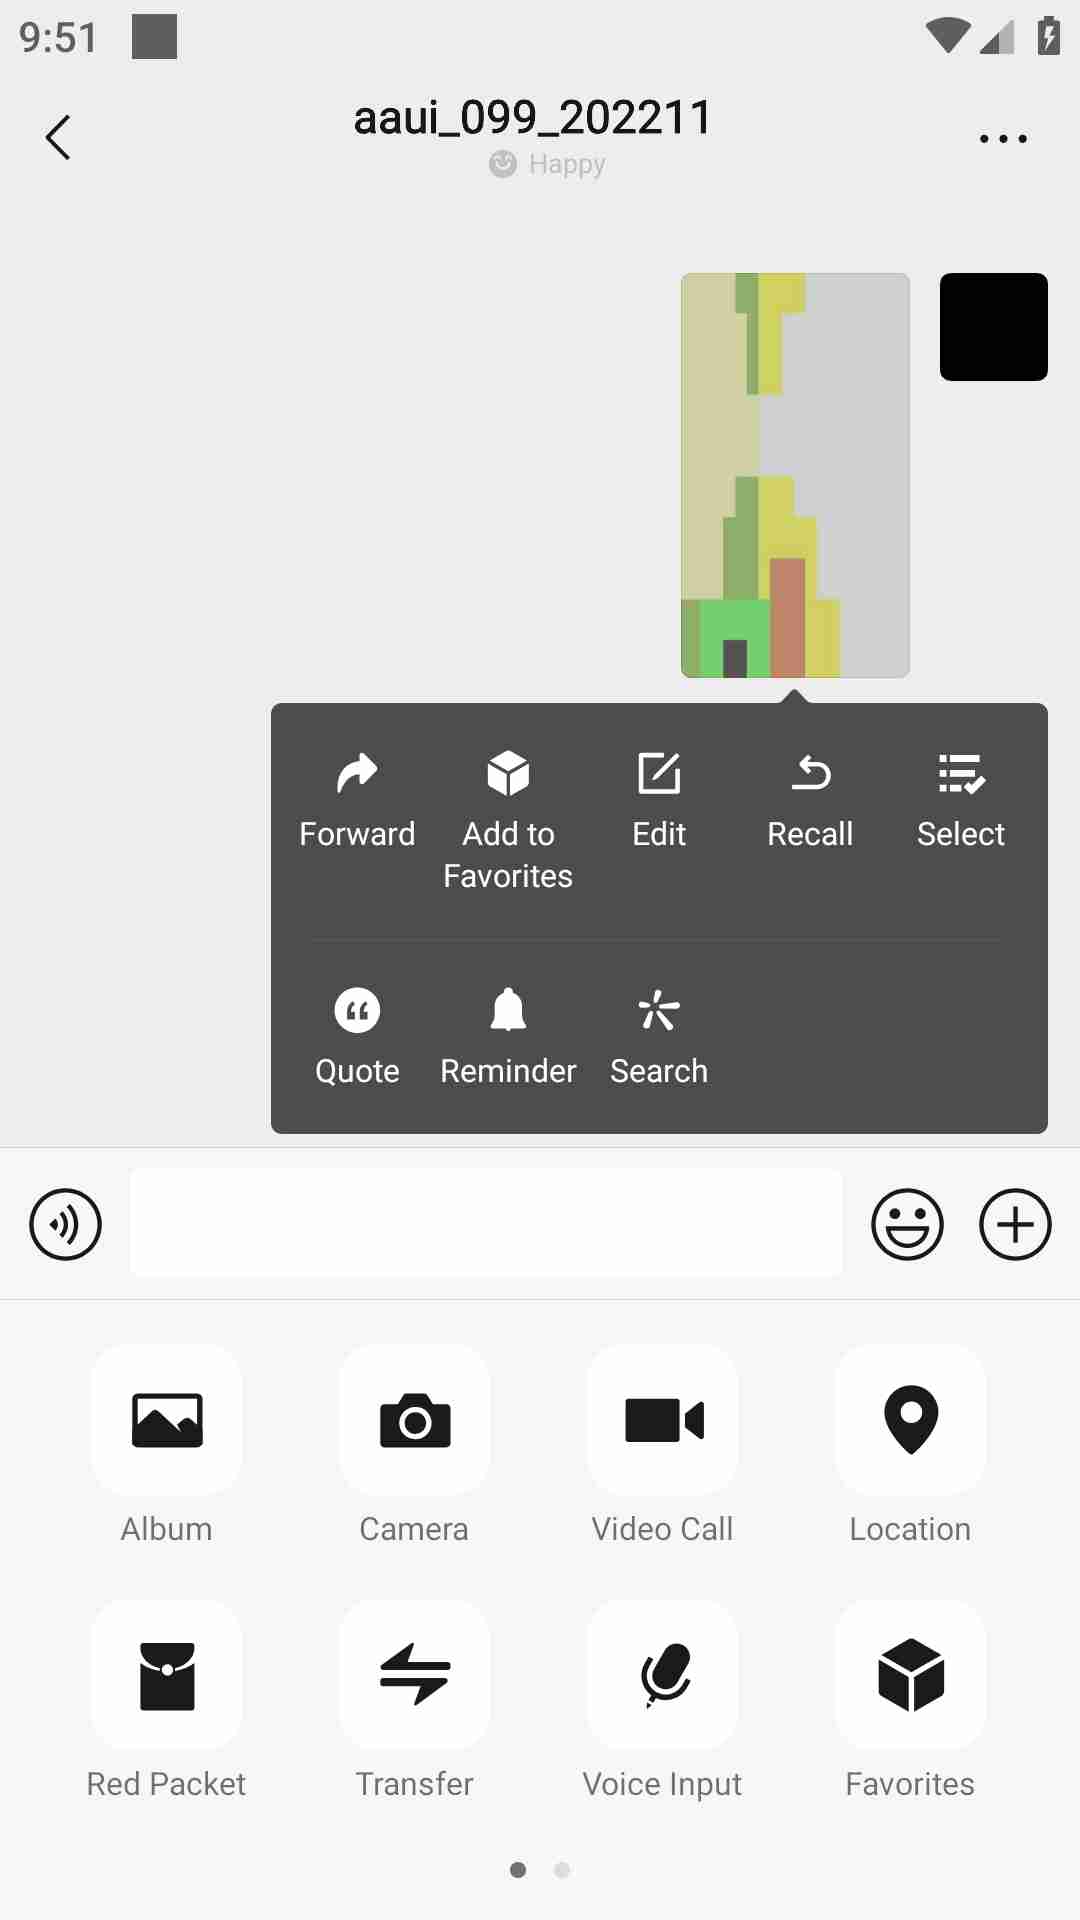 9:51
aaui_099_202211
Happy
Forward
Add to
Favorites
Edit
Recall
Select
Quote
Reminder
Search
Album
Camera
Video Call
Location
Red Packet
Transfer
Voice Input
Favorites